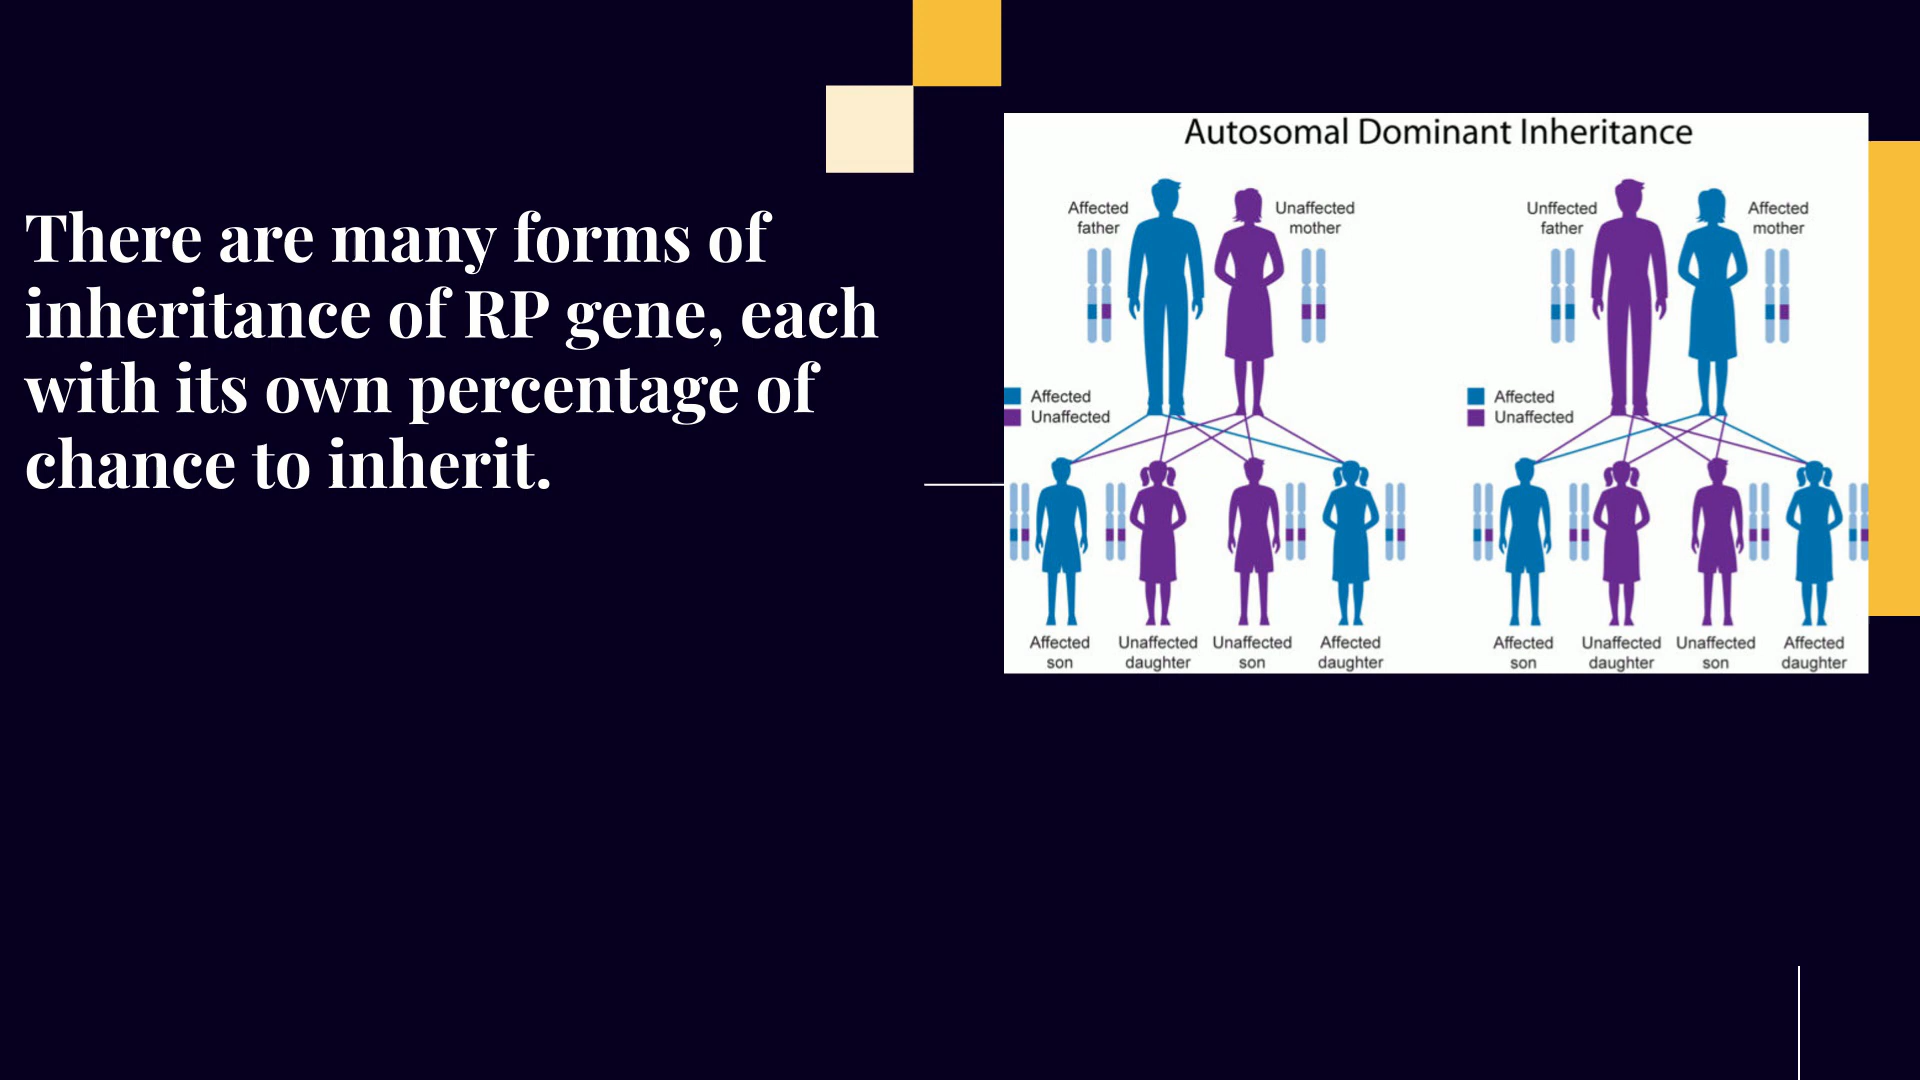 There are many forms of
inheritance of RP gene, each
with its own percentage of
chance to inherit.
Autosomal Dominant Inheritance
Affected
father
Unaffected
mother
Unffected
father
Affected
mother
Affected
Unaffected
Affected
Unaffected
Affected
son
Unaffected
daughter
Unaffected
son
Affected
daughter
Affected
son
Unaffected
daughter
Unaffected
son
Affected
daughter